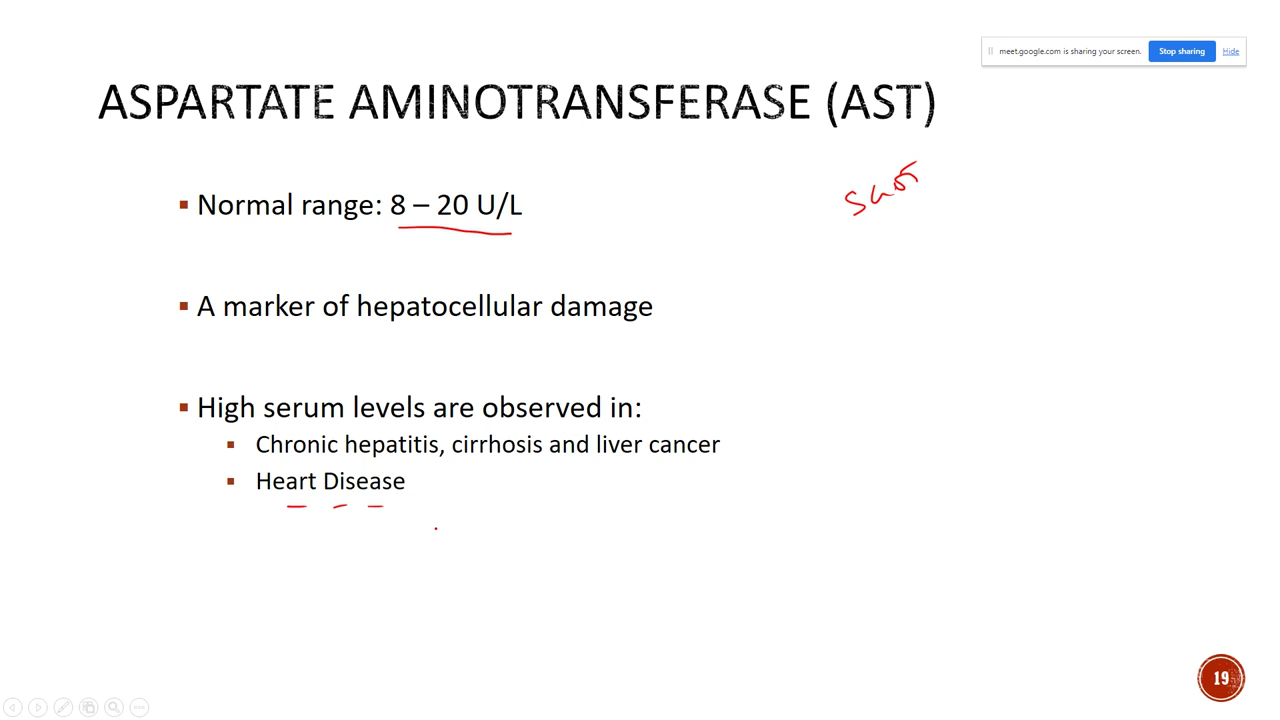 meet.google.com is sharing your screen. Stop sharing Hide
ASPARTATE AMINOTRANSFERASE (AST)
Normal range: 8 – 20 U/L
A marker of hepatocellular damage
High serum levels are observed in:
Chronic hepatitis, cirrhosis and liver cancer
Heart Disease
19